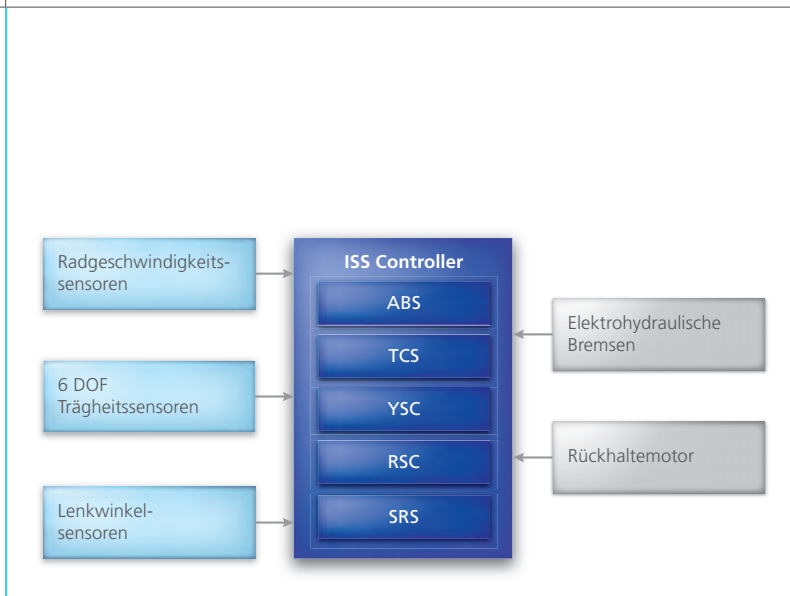 Radgeschwindigkeits-
sensoren
6 DOF
Trägheitssensoren
Lenkwinkel-
sensoren
ISS Controller
ABS
TCS
YSC
RSC
SRS
Elektrohydraulische
Bremsen
Rückhaltemotor